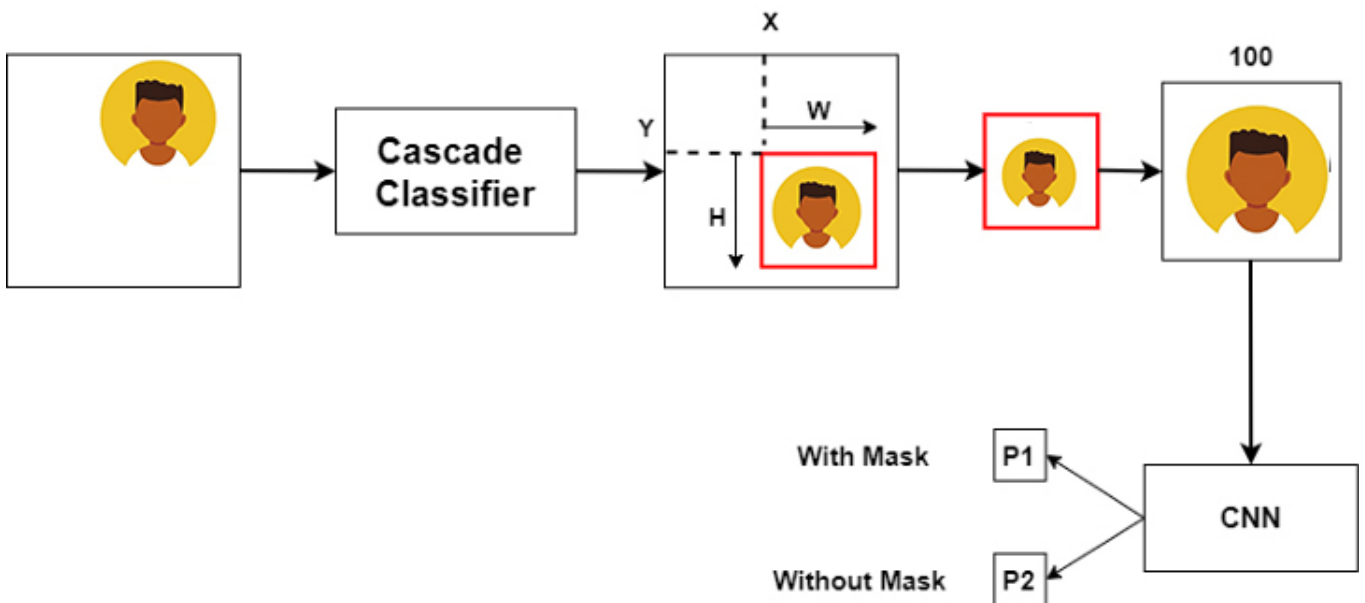 X
100
Y
W
Cascade
Classifier
H
With Mask
P1
CNN
Without Mask
P2